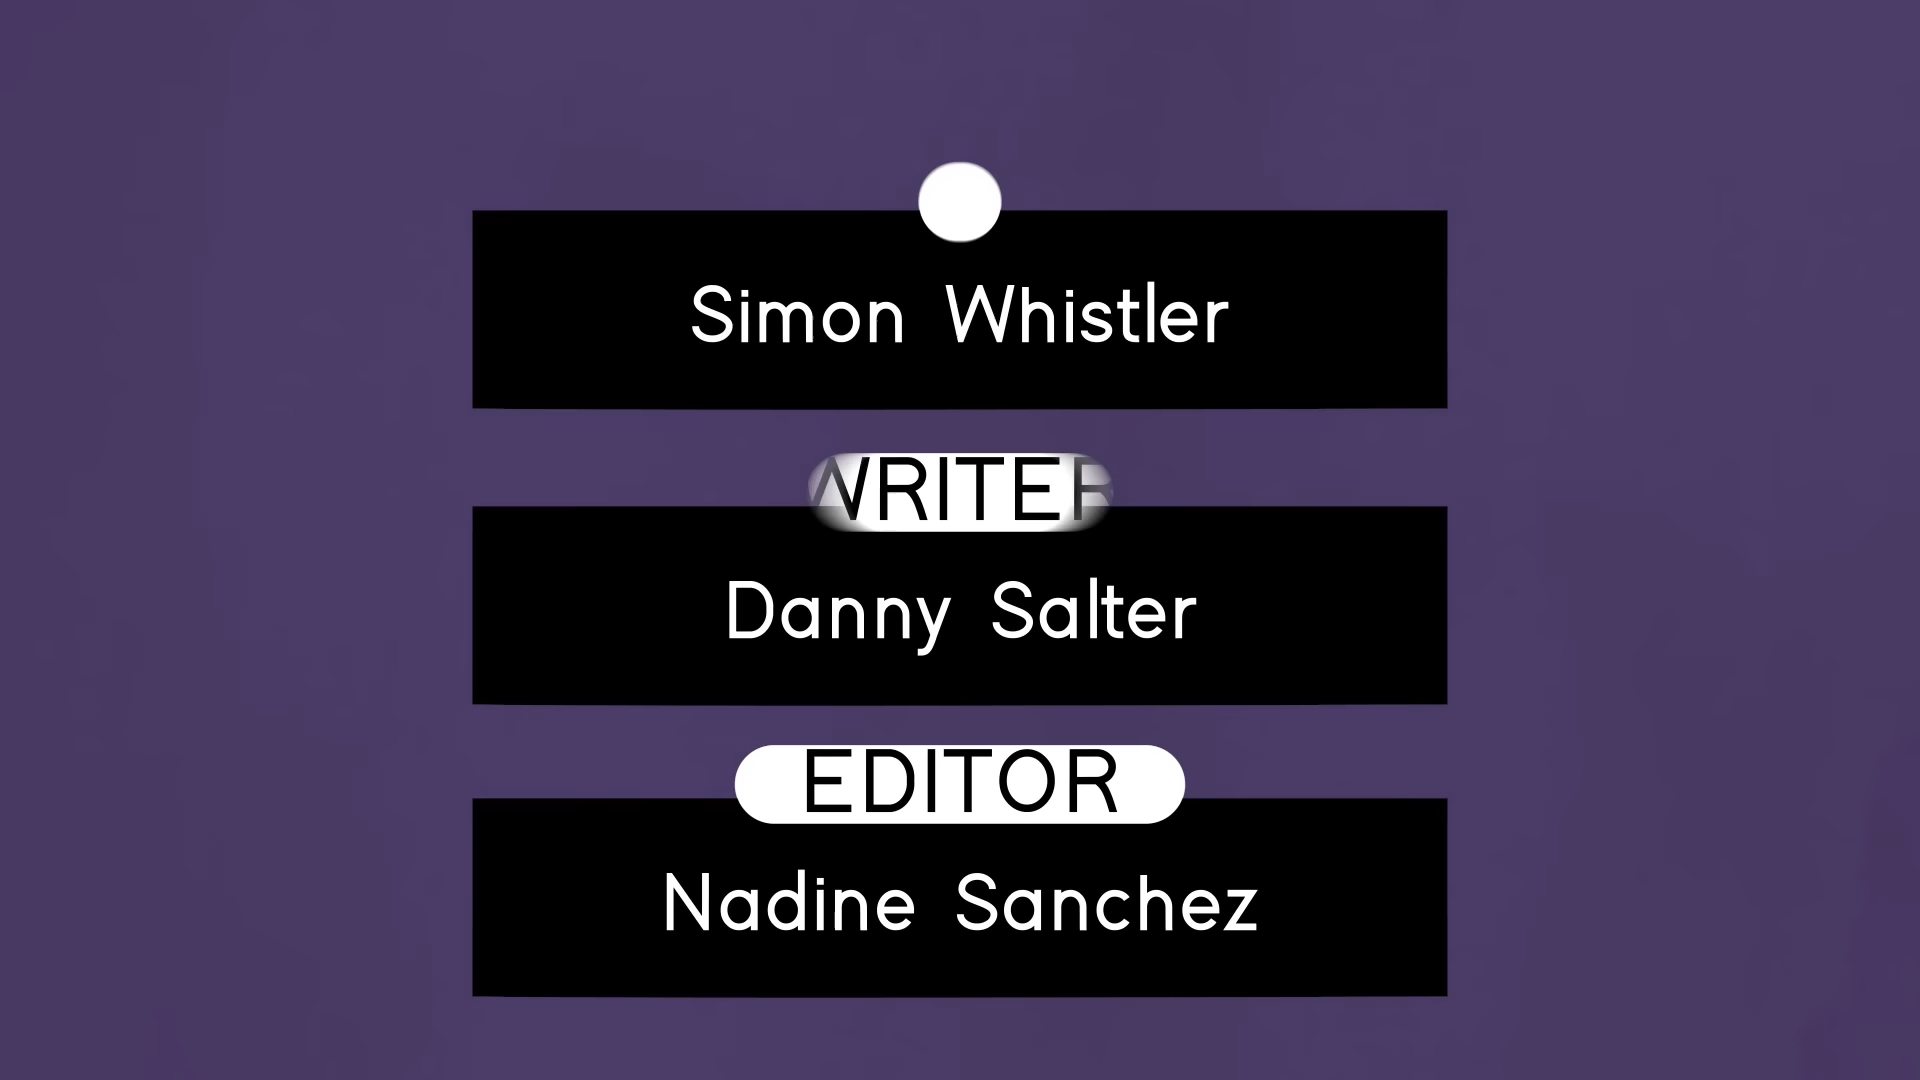 Simon Whistler
WRITER
Danny Salter
EDITOR
Nadine Sanchez